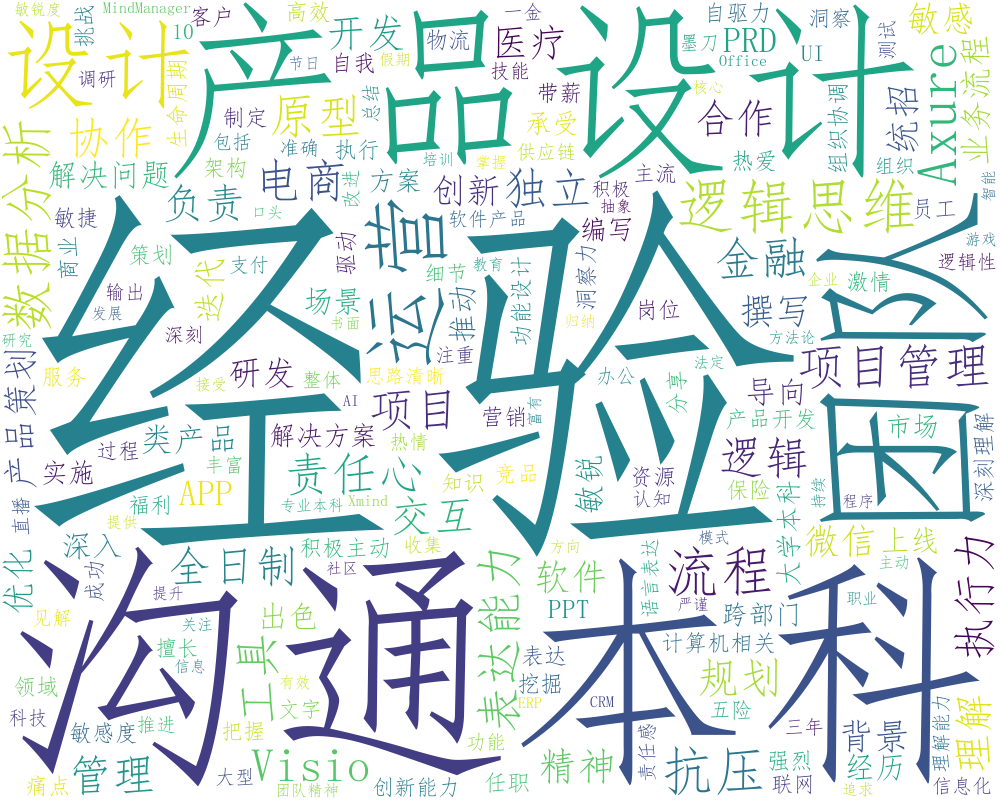 敏锐度
MindManager
挑战
10
客户
高效
一金
自驱力
洞察
敏感
设计
产品设计
开发
物流
医疗
墨刀
PRD
UI
测试
Office
Axure
业务流程
调研
节日
自我
假期
技能
核心
生命周期
总结
带薪
合作
统招
组织协调
数据分析
协作
制定
原型
承受
包括
准确
执行
培训
掌握
供应链
热爱
组织
智能
解决问题
架构
改进
方案
创新
独立
积极
抽象
主流
逻辑思维
员工
敏捷
负责
电商
口头
软件产品
编写
商业
策划
迭代
支付
驱动
运营
细节
教育
功能设计
洞察力
金融
激情
团队
游戏
逻辑性
企业
输出
场景
推动
岗位
撰写
发展
书面
归纳
方法论
研究
深刻
经验
注重
项目管理
产品策划
服务
接受
研发
整体
思路清晰
办公
分享
法定
导向
AI
项目
营销
富有
产品开发
市场
深刻理解
过程
类产品
解决方案
热情
逻辑
实施
丰富
责任心
知识
竞品
敏锐
资源
认知
保险
大学本科
持续
程序
直播
福利
APP
专业本科
Xmind
交互
提供
优化
深入
积极主动
收集
方向
模式
微信
上线
成功
全日制
社区
沟通
本科
软件
流程
主动
执行力
提升
语言表达
严谨
见解
关注
出色
PPT
跨部门
职业
擅长
信息
工具
表达能力
表达
计算机相关
领域
有效
挖掘
规划
科技
文字
ERP
CRM
五险
三年
背景
理解能力
理解
敏感度
推进
把握
功能
责任感
管理
Visio
精神
抗压
强烈
经历
痛点
大型
团队精神
创新能力
任职
联网
追求
信息化